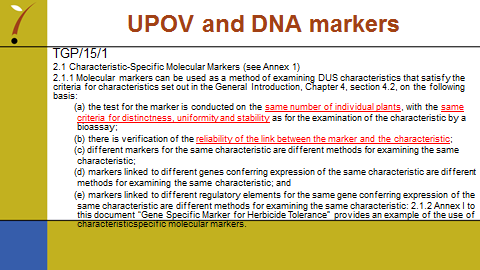 UPOV and DNA markers
TGP/15/1
2.1 Characteristic-Specific Molecular Markers (see Annex 1)
2.1.1 Molecular markers can be used as a method of examining DUS characteristics that satisfy the
criteria for characteristics set out in the General Introduction, Chapter 4, section 4.2, on the following
basis:
(a) the test for the marker is conducted on the same number of individual plants, with the same
criteria for distinctness, uniformity and stability as for the examination of the characteristic by a
bioassay;
(b) there is verification of the reliability of the link between the marker and the characteristic;
(c) different markers for the same characteristic are different methods for examining the same
characteristic;
(d) markers linked to different genes conferring expression of the same characteristic are different
methods for examining the same characteristic; and
(e) markers linked to different regulatory elements for the same gene conferring expression of the
same characteristic are different methods for examining the same characteristic: 2.1.2 Annex I to
this document “Gene Specific Marker for Herbicide Tolerance” provides an example of the use of
characteristicspecific molecular markers.